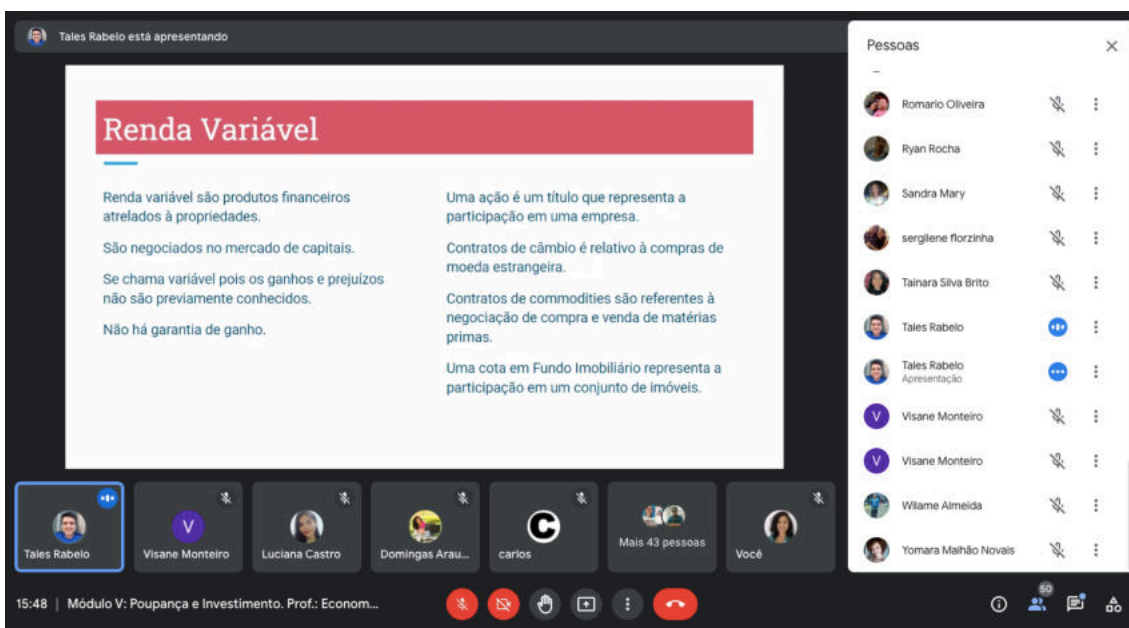 Tales Rabelo está apresentando
Renda Variável
Renda variável são produtos financeiros
atrelados à propriedades.
São negociados no mercado de capitais.
Se chama variável pois os ganhos e prejuízos
não são previamente conhecidos.
Não há garantia de ganho.
Uma ação é um título que representa a
participação em uma empresa.
Contratos de câmbio é relativo à compras de
moeda estrangeira.
Contratos de commodities são referentes à
negociação de compra e venda de matérias
primas.
Uma cota em Fundo Imobiliário representa a
participação em um conjunto de imóveis.
Tales Rabelo
V
Visane Monteiro
Luciana Castro
Domingas Arau...
C
carlos
Mais 43 pessoas
Você
15:48 | Módulo V: Poupança e Investimento. Prof.: Econom...
Pessoas
Romario Oliveira
Ryan Rocha
Sandra Mary
sergilene florzinha
Tainara Silva Brito
Tales Rabelo
Tales Rabelo
Apresentação
V
Visane Monteiro
V
Visane Monteiro
Wilame Almeida
Yomara Malhão Novais
50